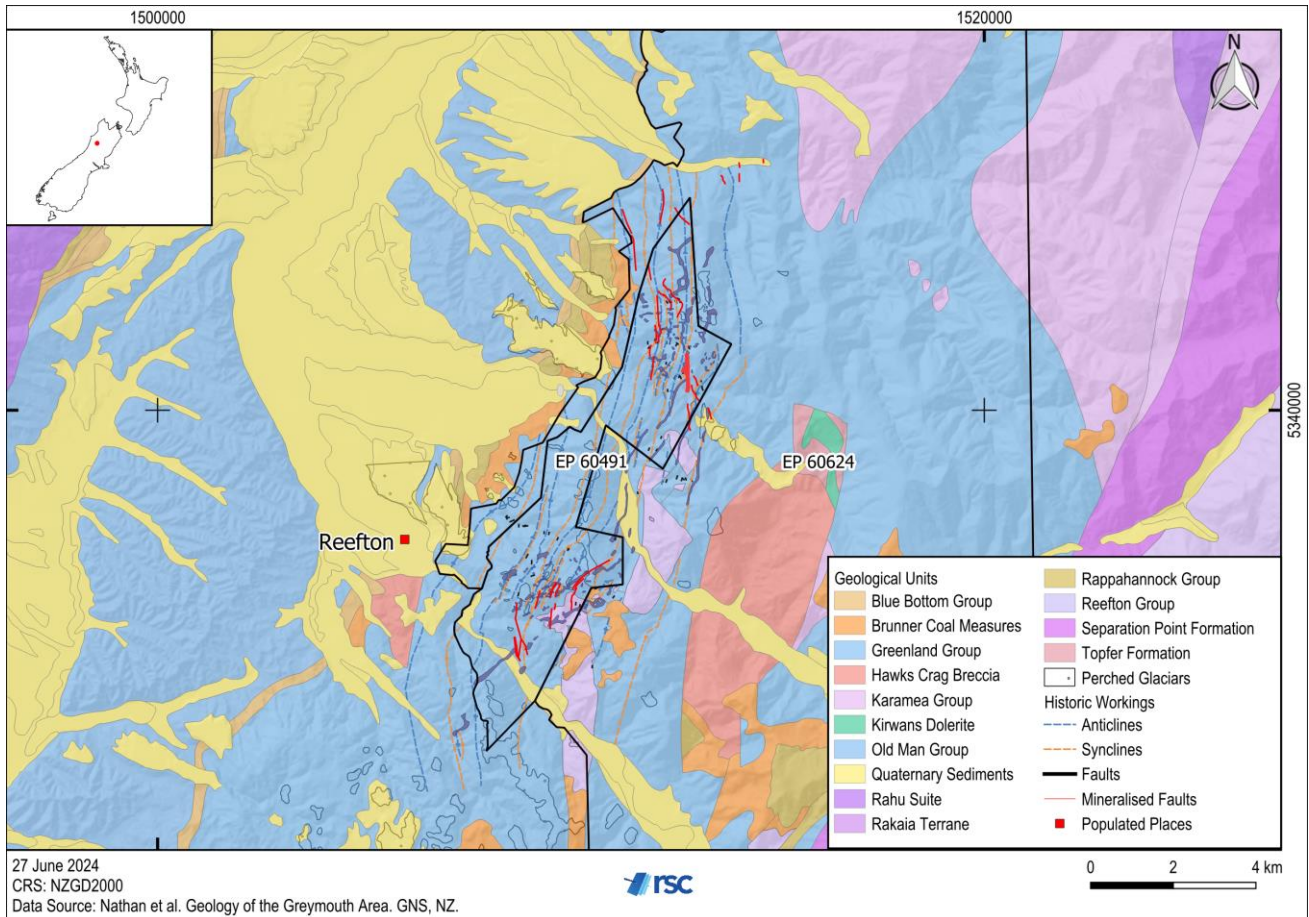 1500000
1520000
N
5340000
EP 60491
EP 60624
Reefton
Geological Units
Blue Bottom Group
Brunner Coal Measures
Greenland Group
Hawks Crag Breccia
Karamea Group
Kirwans Dolerite
Old Man Group
Quaternary Sediments
Rahu Suite
Rakaia Terrane
Rappahannock Group
Reefton Group
Separation Point Formation
Topfer Formation
Perched Glaciars
Historic Workings
Anticlines
Synclines
Faults
Mineralised Faults
Populated Places
27 June 2024
CRS: NZGD2000
Data Source: Nathan et al. Geology of the Greymouth Area. GNS, NZ.
rsc
0 2 4 km